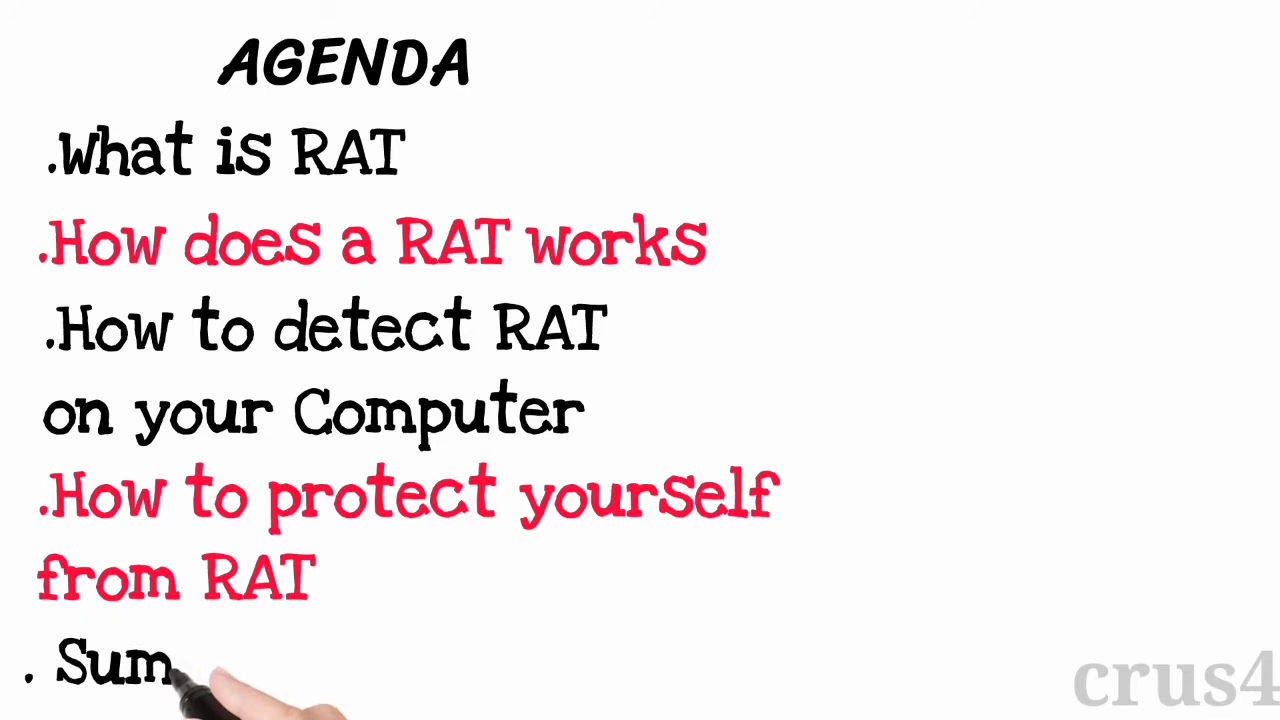 AGENDA
.What is RAT
.How does a RAT works
.How to detect RAT
on your Computer
.How to protect yourself
from RAT
. Sum
crus4